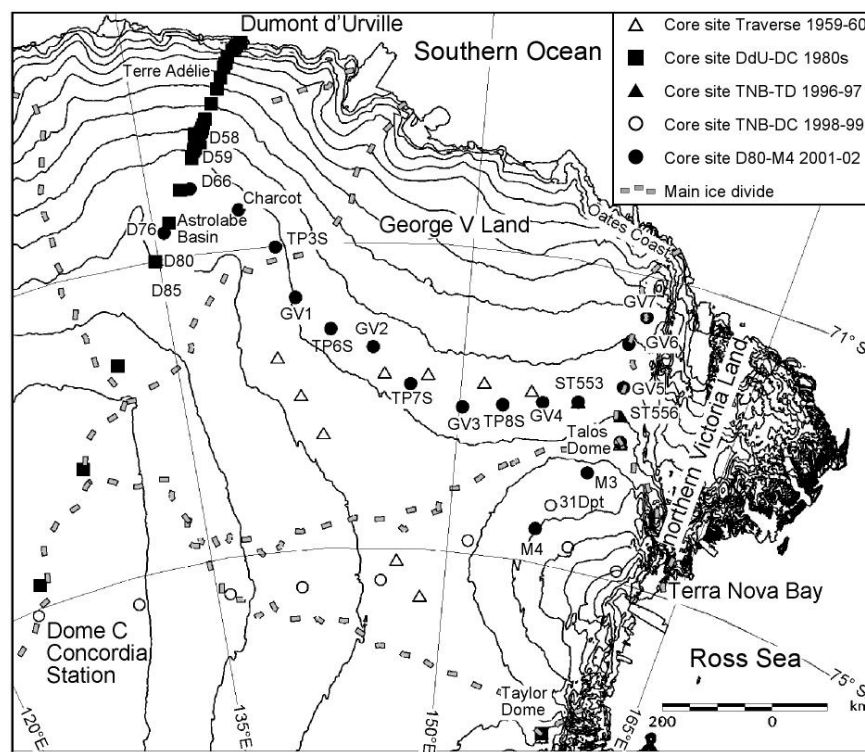 Dumont d'Urville
Southern Ocean
Terre Adélie
Core site Traverse 1959-60
Core site DdU-DC 1980s
Core site TNB-TD 1996-97
Core site TNB-DC 1998-99
Core site D80-M4 2001-02
Main ice divide
D58
D59
D66
Charcot
D76
Astrolabe
Basin
George V Land
Oates Coast
D80
TP3S
D85
GV1
GV2
TP6S
GV7
71°S
GV6
TP7S
ST553
GV5
GV3
TP8S
GV4
ST556
Talos
Dome
northern Victoria Land
M3
31Dpt
M4
Terra Nova Bay
Dome C
Concordia
Station
Ross Sea
Taylor
Dome
75°S
120°E
135°E
150°E
165°E
200
0
200
km